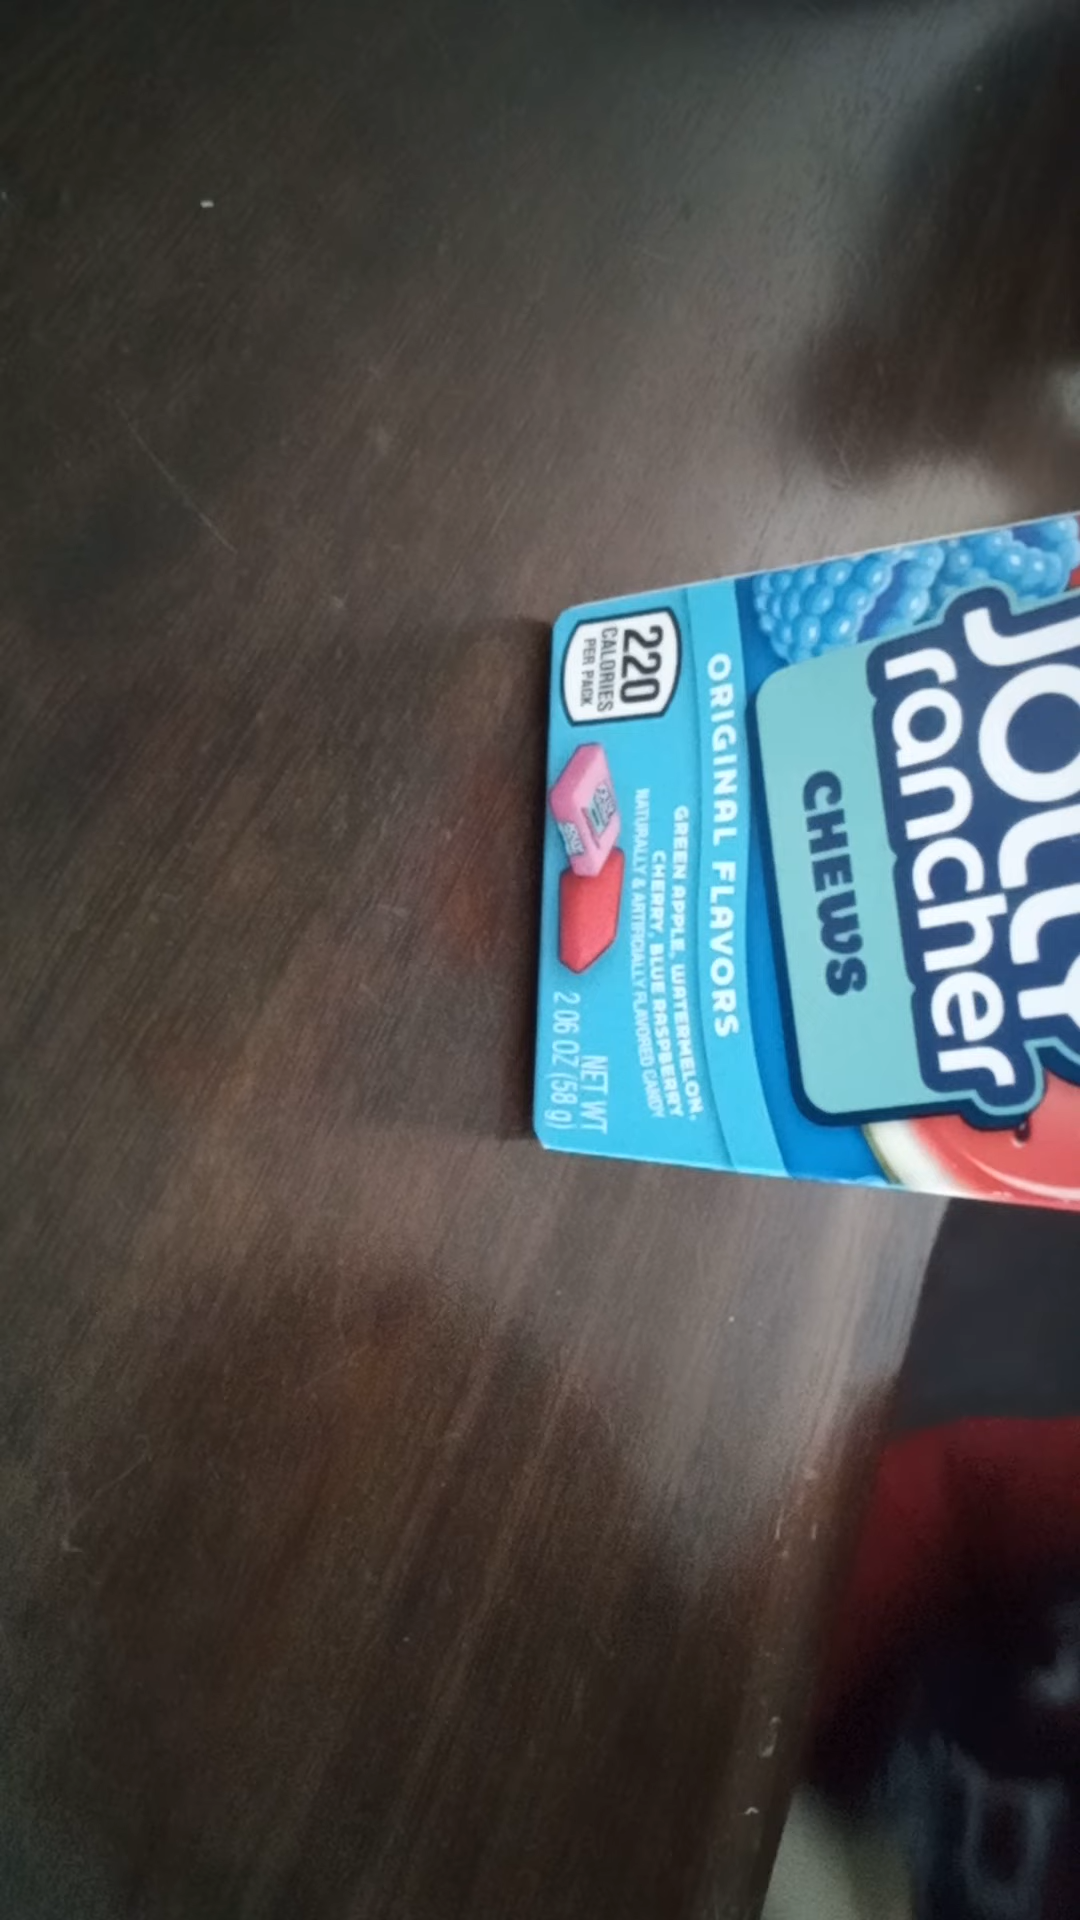 JOLLY
rancher
CHEWS
ORIGINAL FLAVORS
GREEN APPLE, WATERMELON,
CHERRY, BLUE RASPBERRY
NATURALLY & ARTIFICIALLY FLAVORED CANDY
220
CALORIES
PER PACK
NET WT
2.06 OZ (58 g)